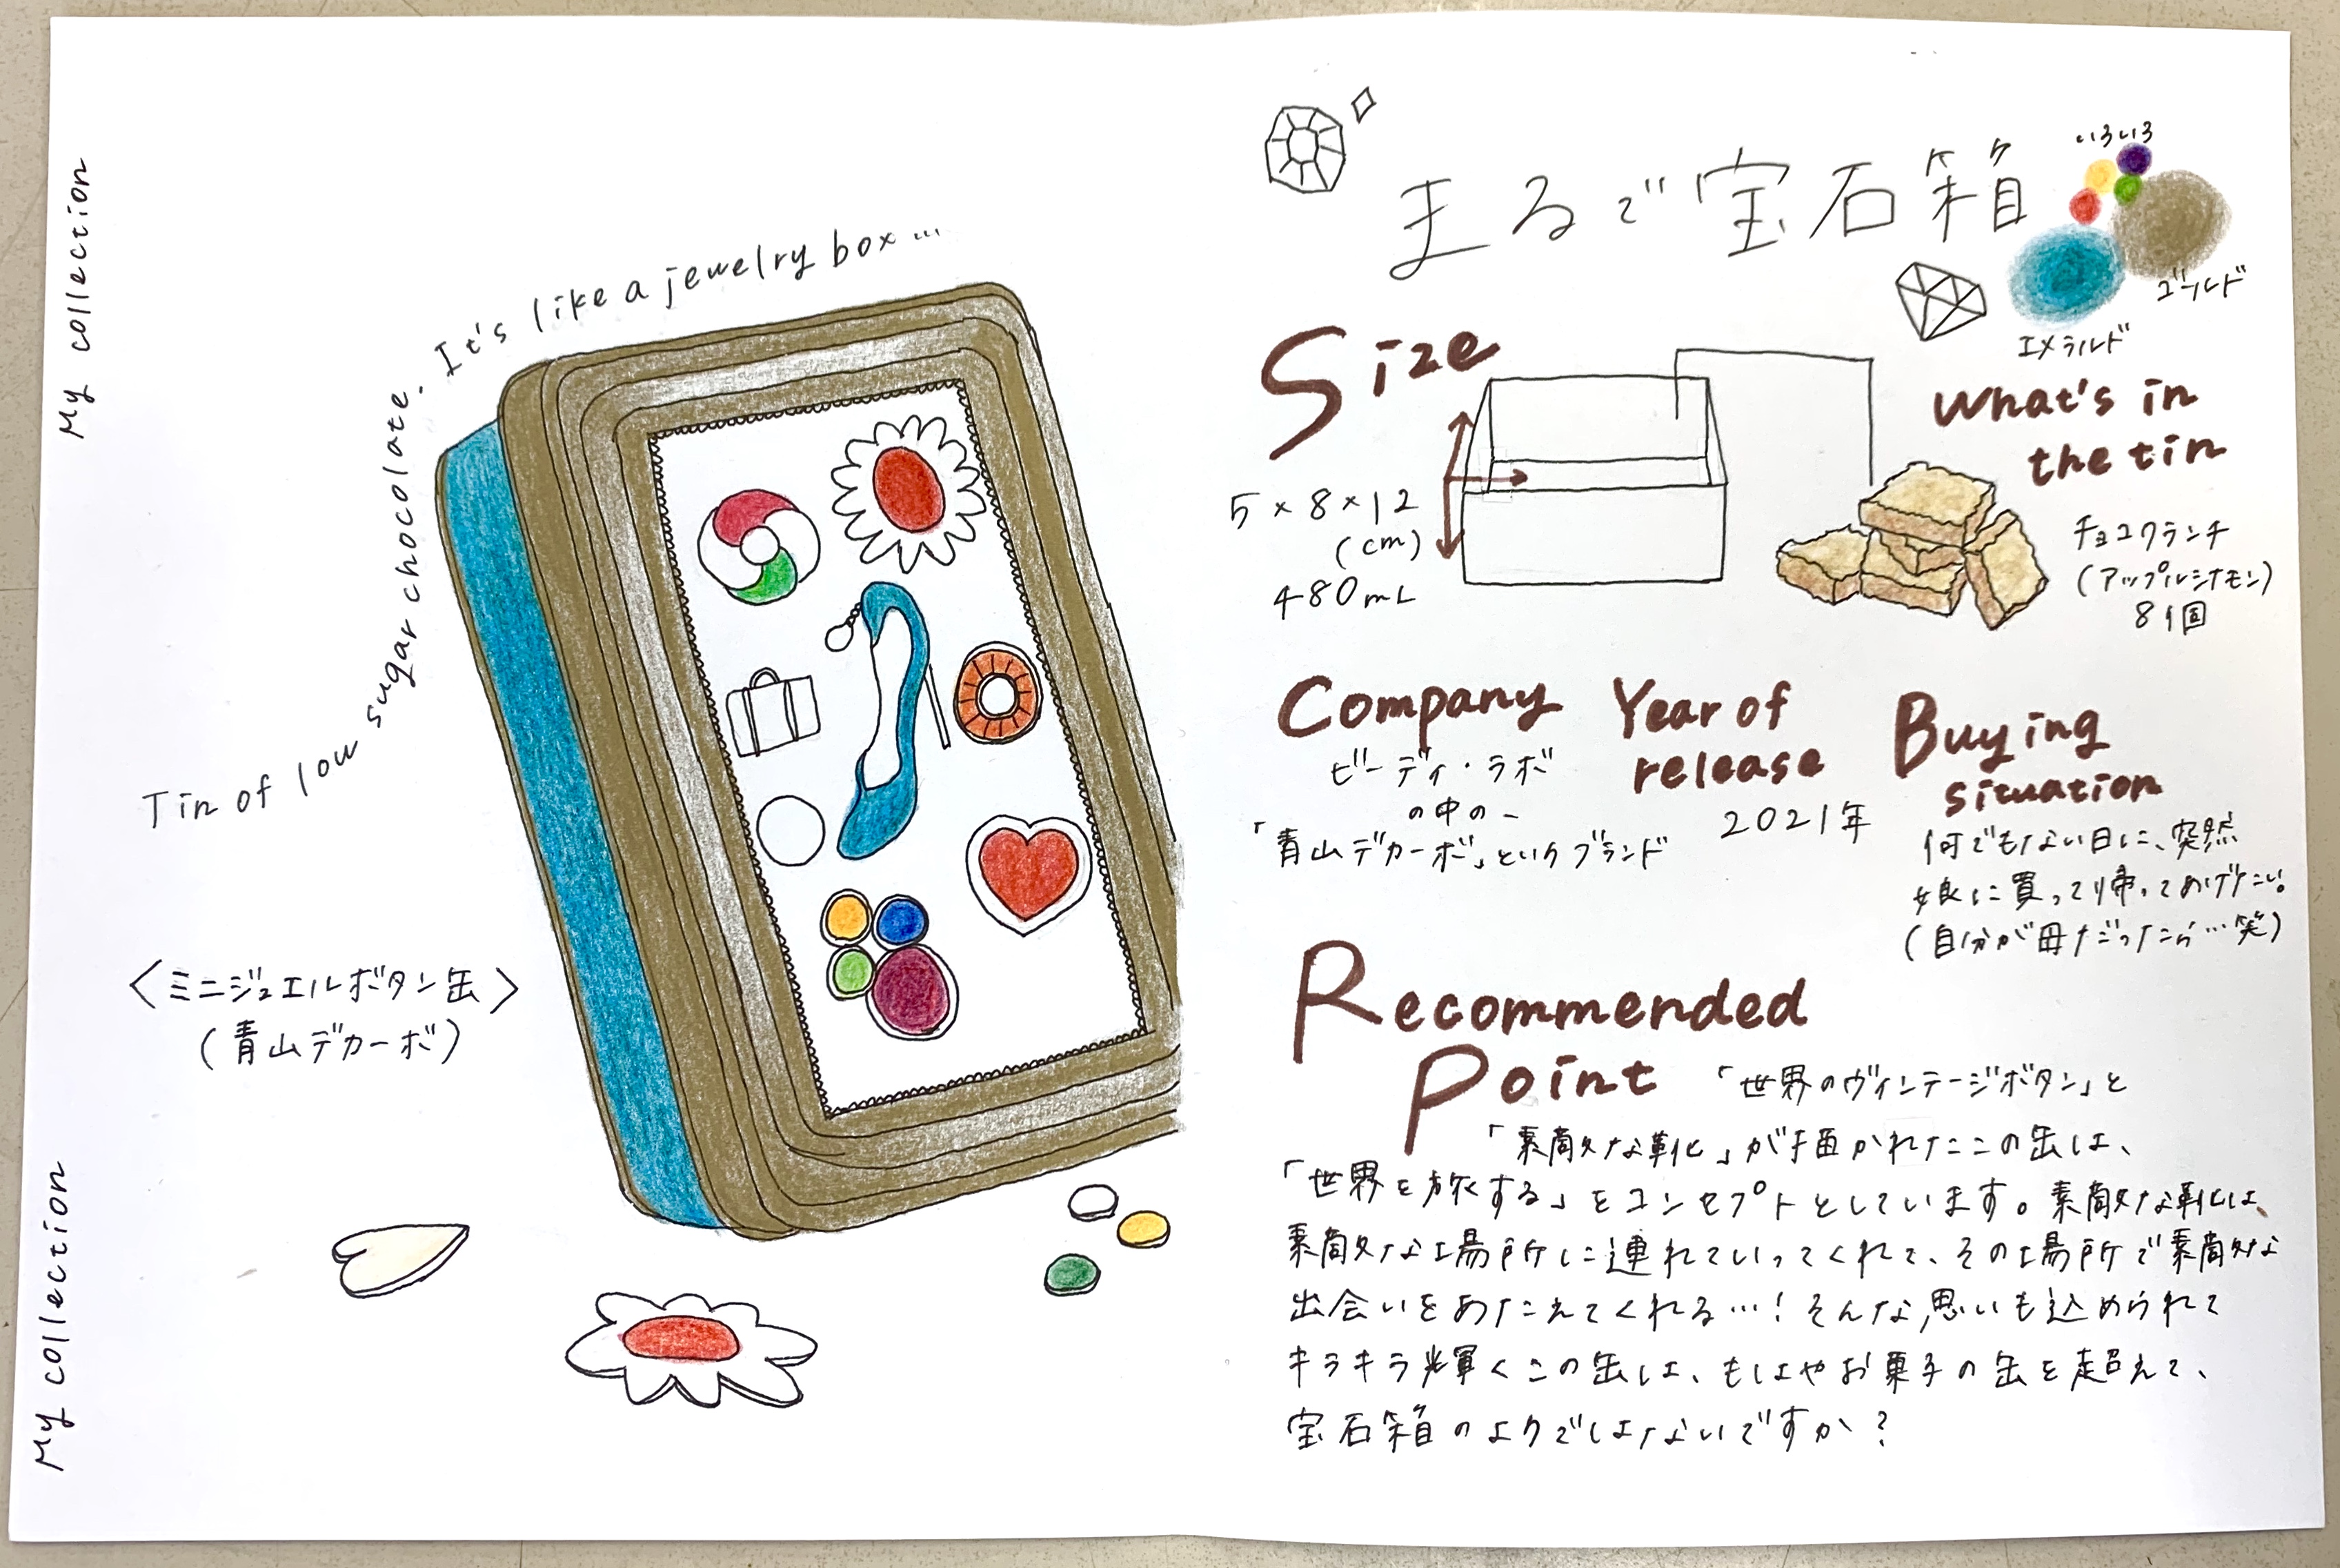 My collection
Tin of low sugar chocolate. It's like a jewelry box...
〈ミニジュエルボタン缶〉
(青山デカーボ)
My collection
まるで宝石箱
いろいろ
ゴールド
エメラルド
Size
5×8×12
(cm)
480mL
What's in
the tin
チョコクランチ
(アップルシナモン)
8個
Company
ビーディ・ラボ
の中の
「青山デカーボ」というブランド
Year of
release
2021年
Buying
situation
何でもない日に、突然
娘に買って帰ってあげたい。
(自分が母だったら…笑)
Recommended
Point
「世界のヴィンテージボタン」と
「素敵な靴」が描かれたこの缶は、
「世界を旅する」をコンセプトとしています。素敵な靴は、
素敵な場所に連れていってくれて、その場所で素敵な
出会いをあたえてくれる…!そんな思いも込められて
キラキラ輝くこの缶は、もはやお菓子の缶を超えて、
宝石箱のようではないですか?